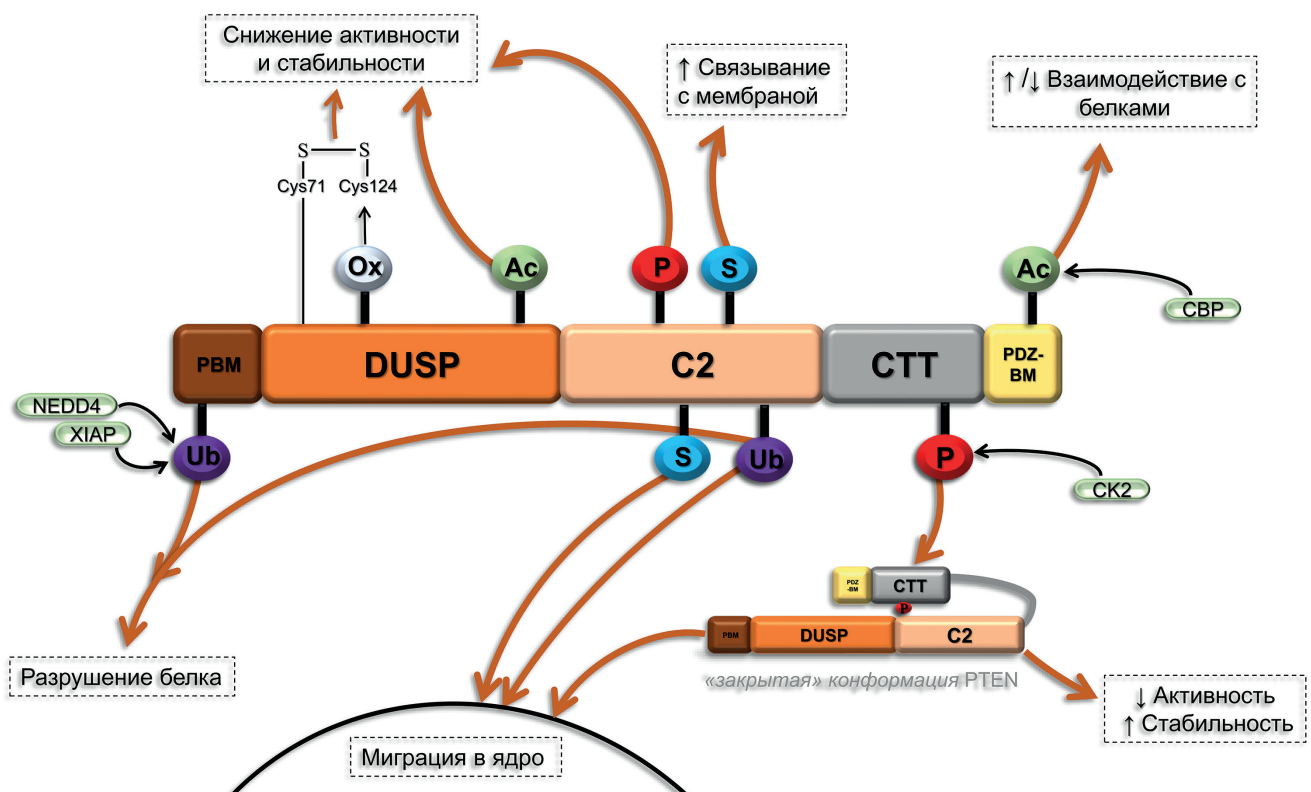 Снижение активности
и стабильности
↑ Связывание
с мембраной
↑ /↓ Взаимодействие с
белками
S
S
Cys71
Cys124
Ox
Ac
P
S
Ac
CBP
PBM
DUSP
C2
CTT
PDZ-
BM
NEDD4
XIAP
Ub
S
Ub
P
CK2
PDZ
-BM
CTT
P
PBM
DUSP
C2
«закрытая» конформация PTEN
Разрушение белка
↓ Активность
↑ Стабильность
Миграция в ядро